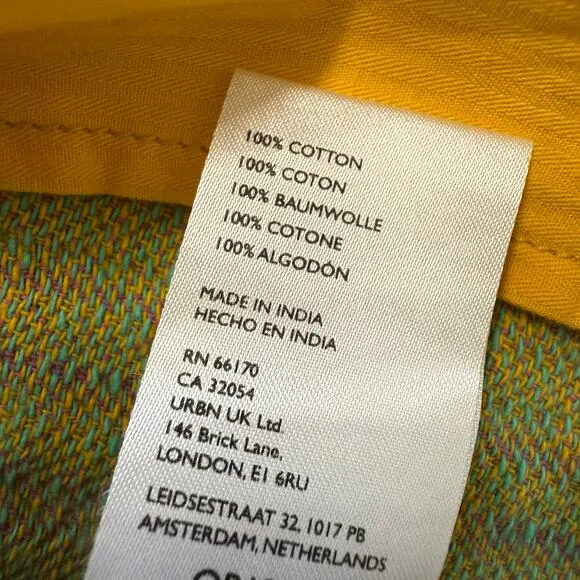 100% COTTON
100% COTON
100% BAUMWOLLE
100% COTONE
100% ALGODÓN
MADE IN INDIA
HECHO EN INDIA
RN 66170
CA 32054
URBN UK Ltd.
146 Brick Lane,
LONDON, E1 6RU
LEIDSESTRAAT 32, 1017 PB
AMSTERDAM, NETHERLANDS